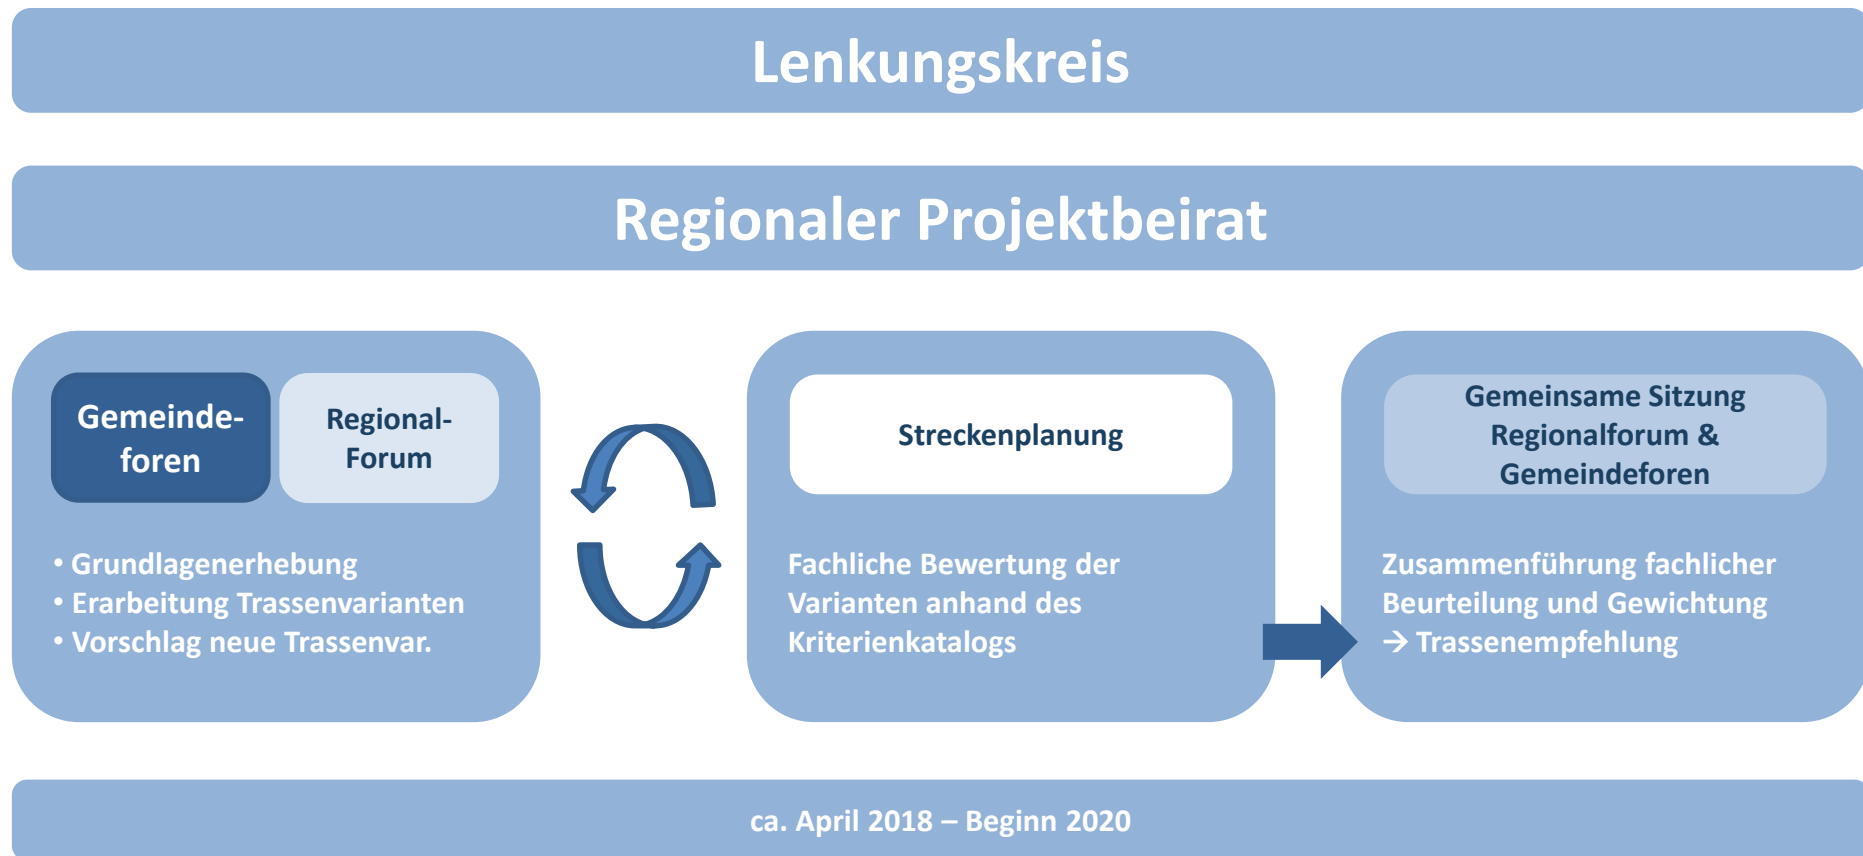 Lenkungskreis
Regionaler Projektbeirat
Gemeinde-
foren
Regional-
Forum
• Grundlagenerhebung
• Erarbeitung Trassenvarianten
• Vorschlag neue Trassenvar.
Streckenplanung
Fachliche Bewertung der
Varianten anhand des
Kriterienkatalogs
Gemeinsame Sitzung
Regionalforum &
Gemeindeforen
Zusammenführung fachlicher
Beurteilung und Gewichtung
→ Trassenempfehlung
ca. April 2018 – Beginn 2020